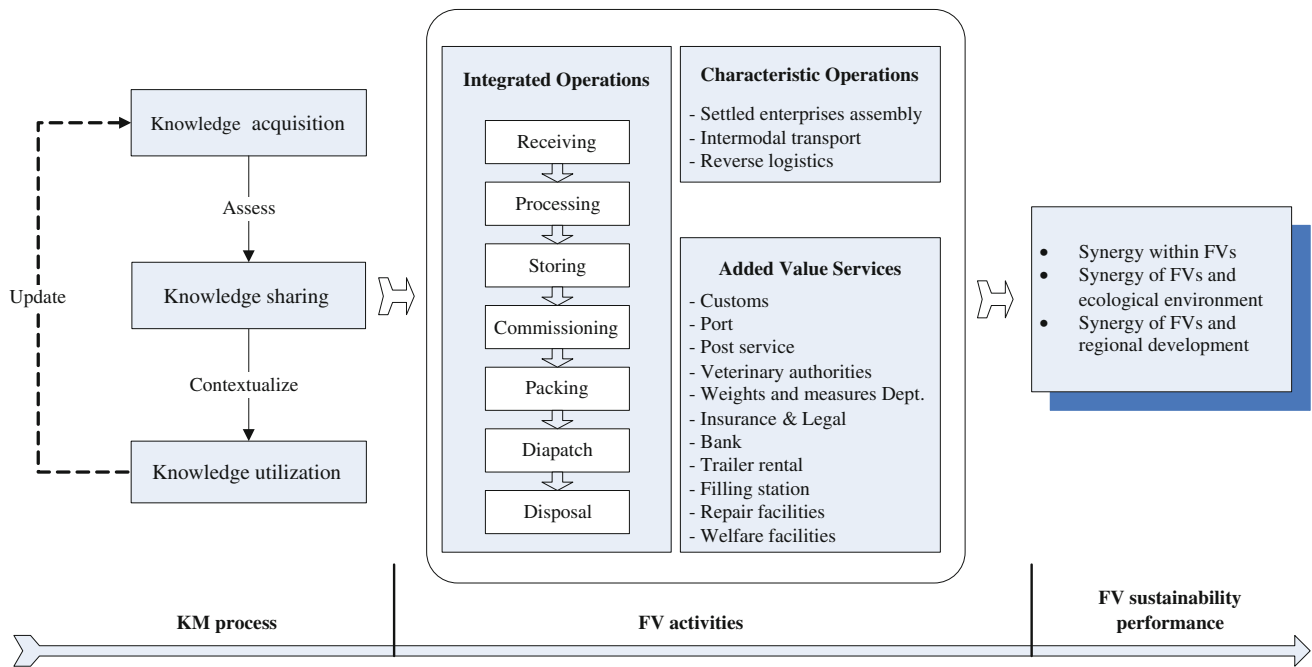 Knowledge acquisition
Assess
Update
Knowledge sharing
Contextualize
Knowledge utilization
Integrated Operations
Receiving
Processing
Storing
Commissioning
Packing
Diapatch
Disposal
Characteristic Operations
- Settled enterprises assembly
- Intermodal transport
- Reverse logistics
Added Value Services
- Customs
- Port
- Post service
- Veterinary authorities
- Weights and measures Dept.
- Insurance & Legal
- Bank
- Trailer rental
- Filling station
- Repair facilities
- Welfare facilities
• Synergy within FVs
• Synergy of FVs and
ecological environment
• Synergy of FVs and
regional development
KM process
FV activities
FV sustainability
performance